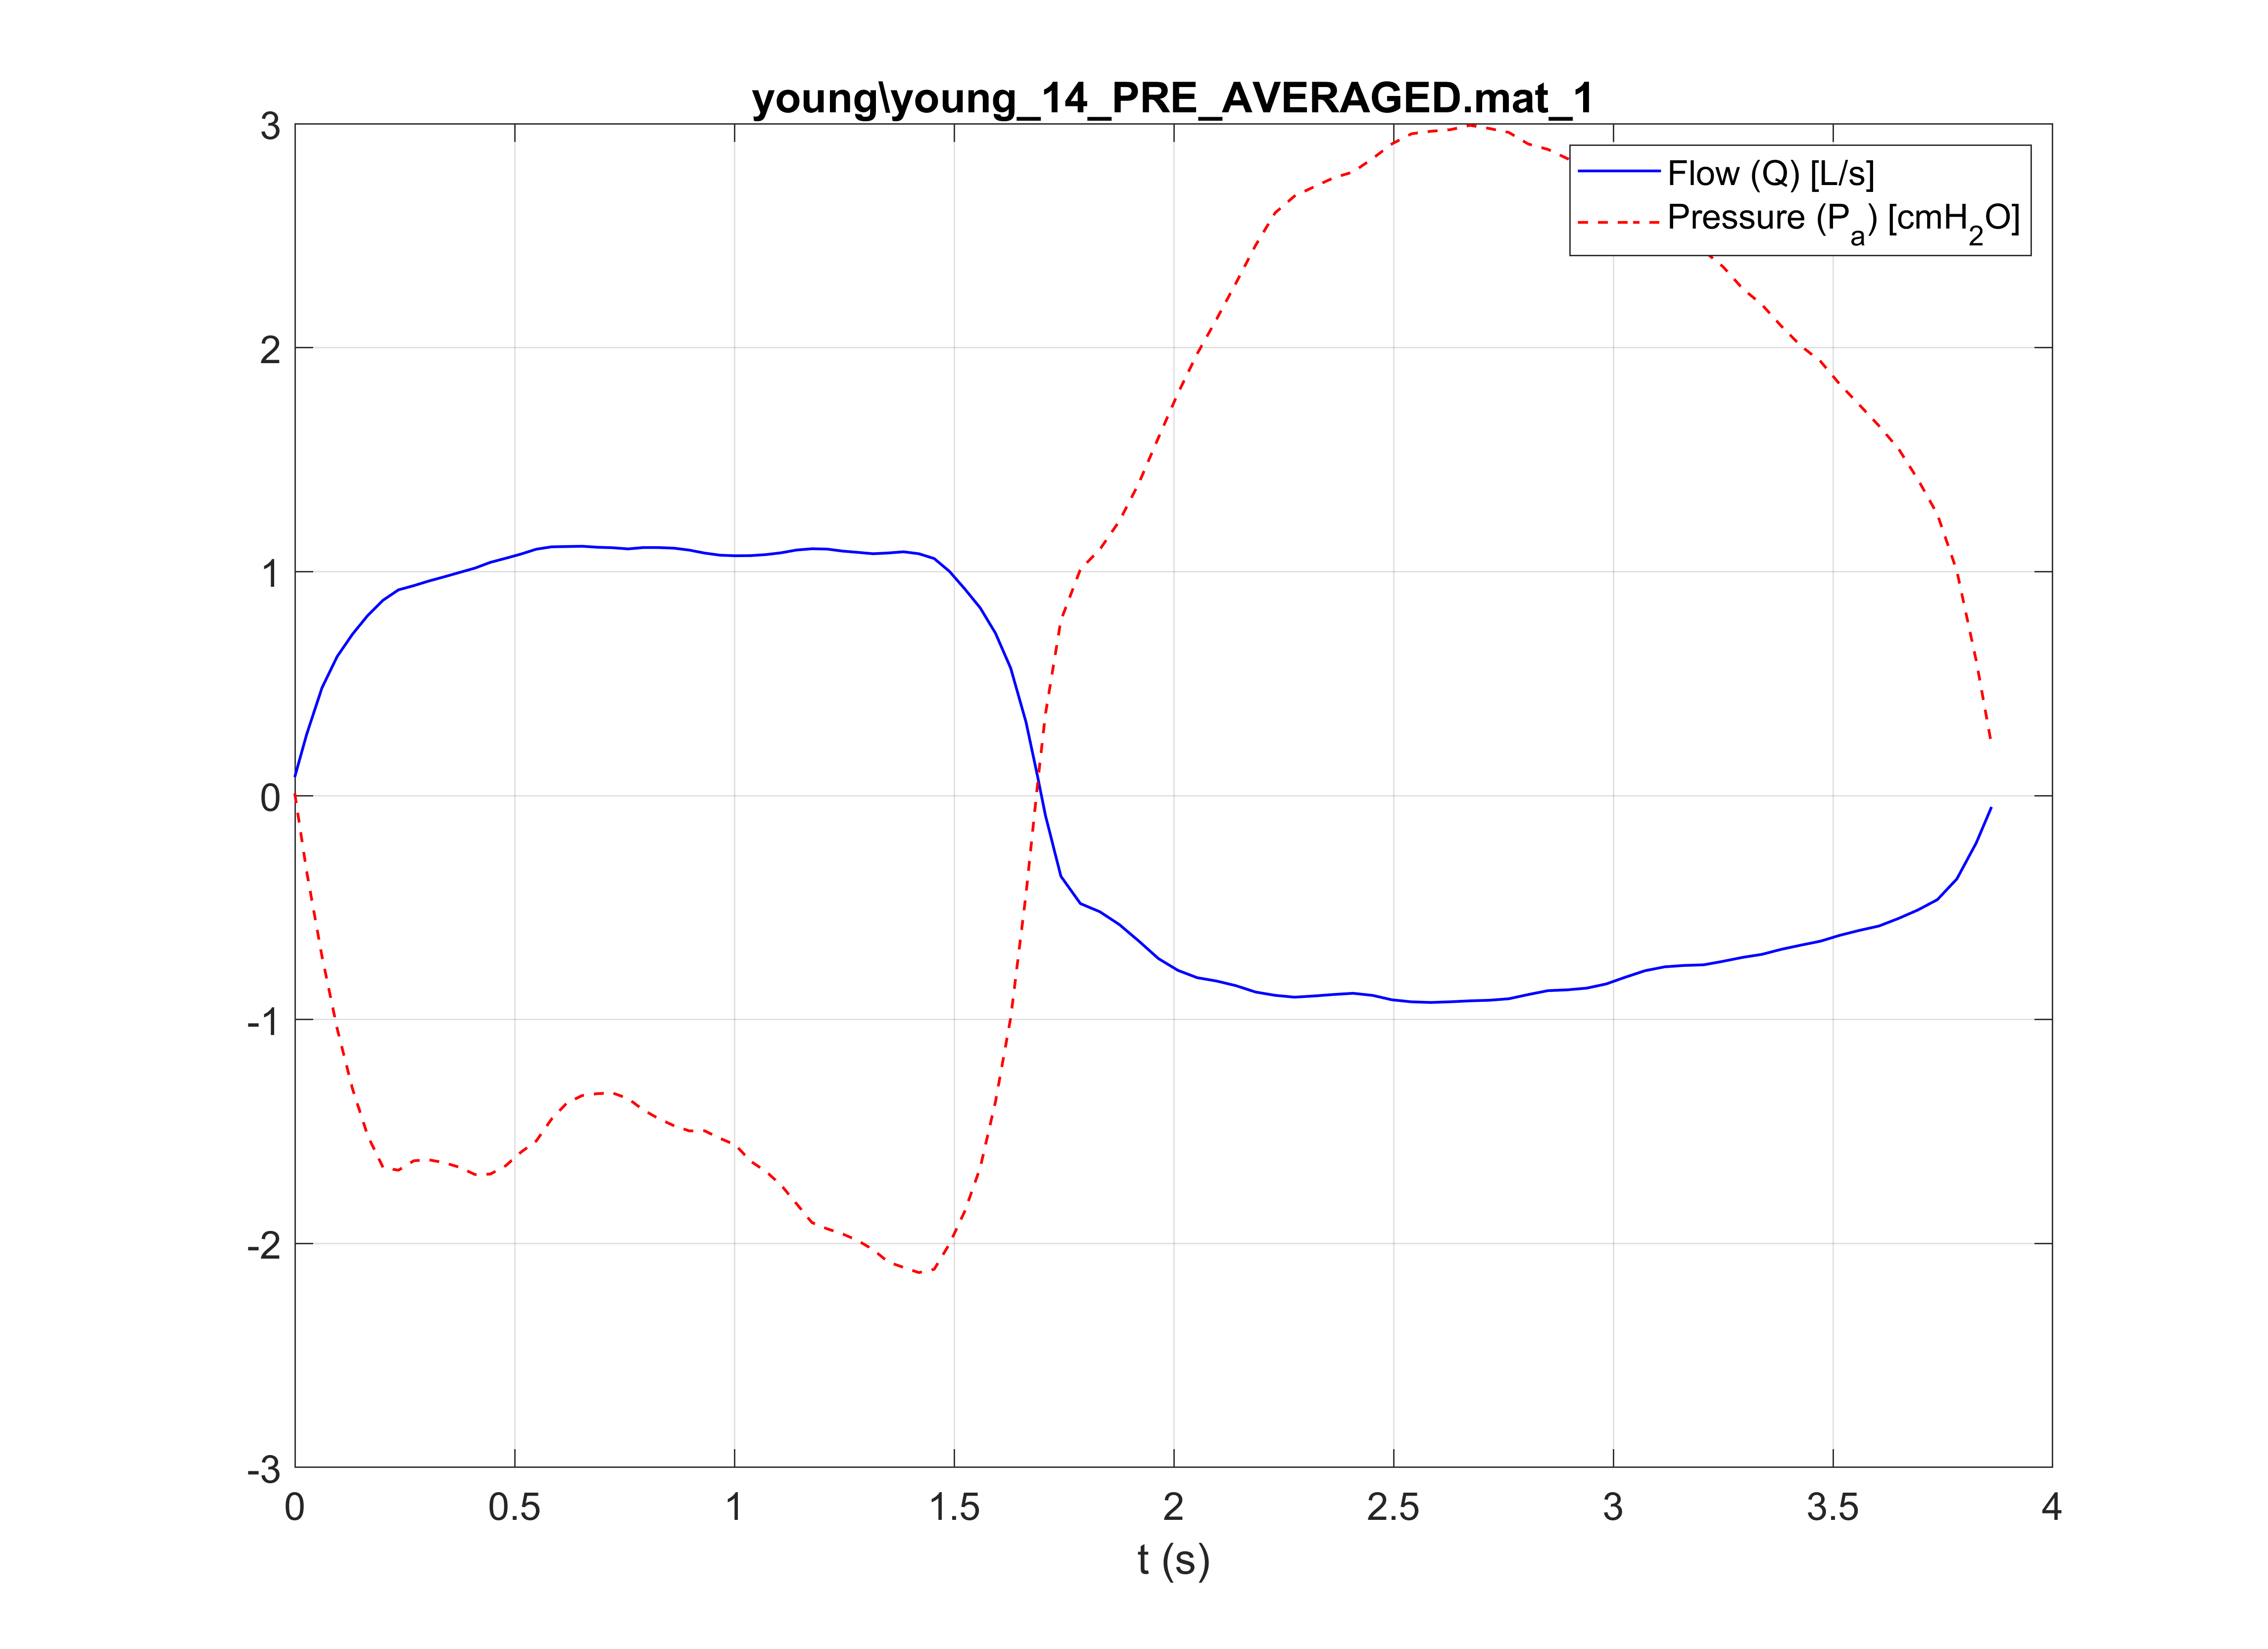 young\young_14_PRE_AVERAGED.mat_1
Flow (Q) [L/s]
Pressure (Pa) [cmH2O]
3
2
1
0
-1
-2
-3
0 0.5 1 1.5 2 2.5 3 3.5 4
t (s)